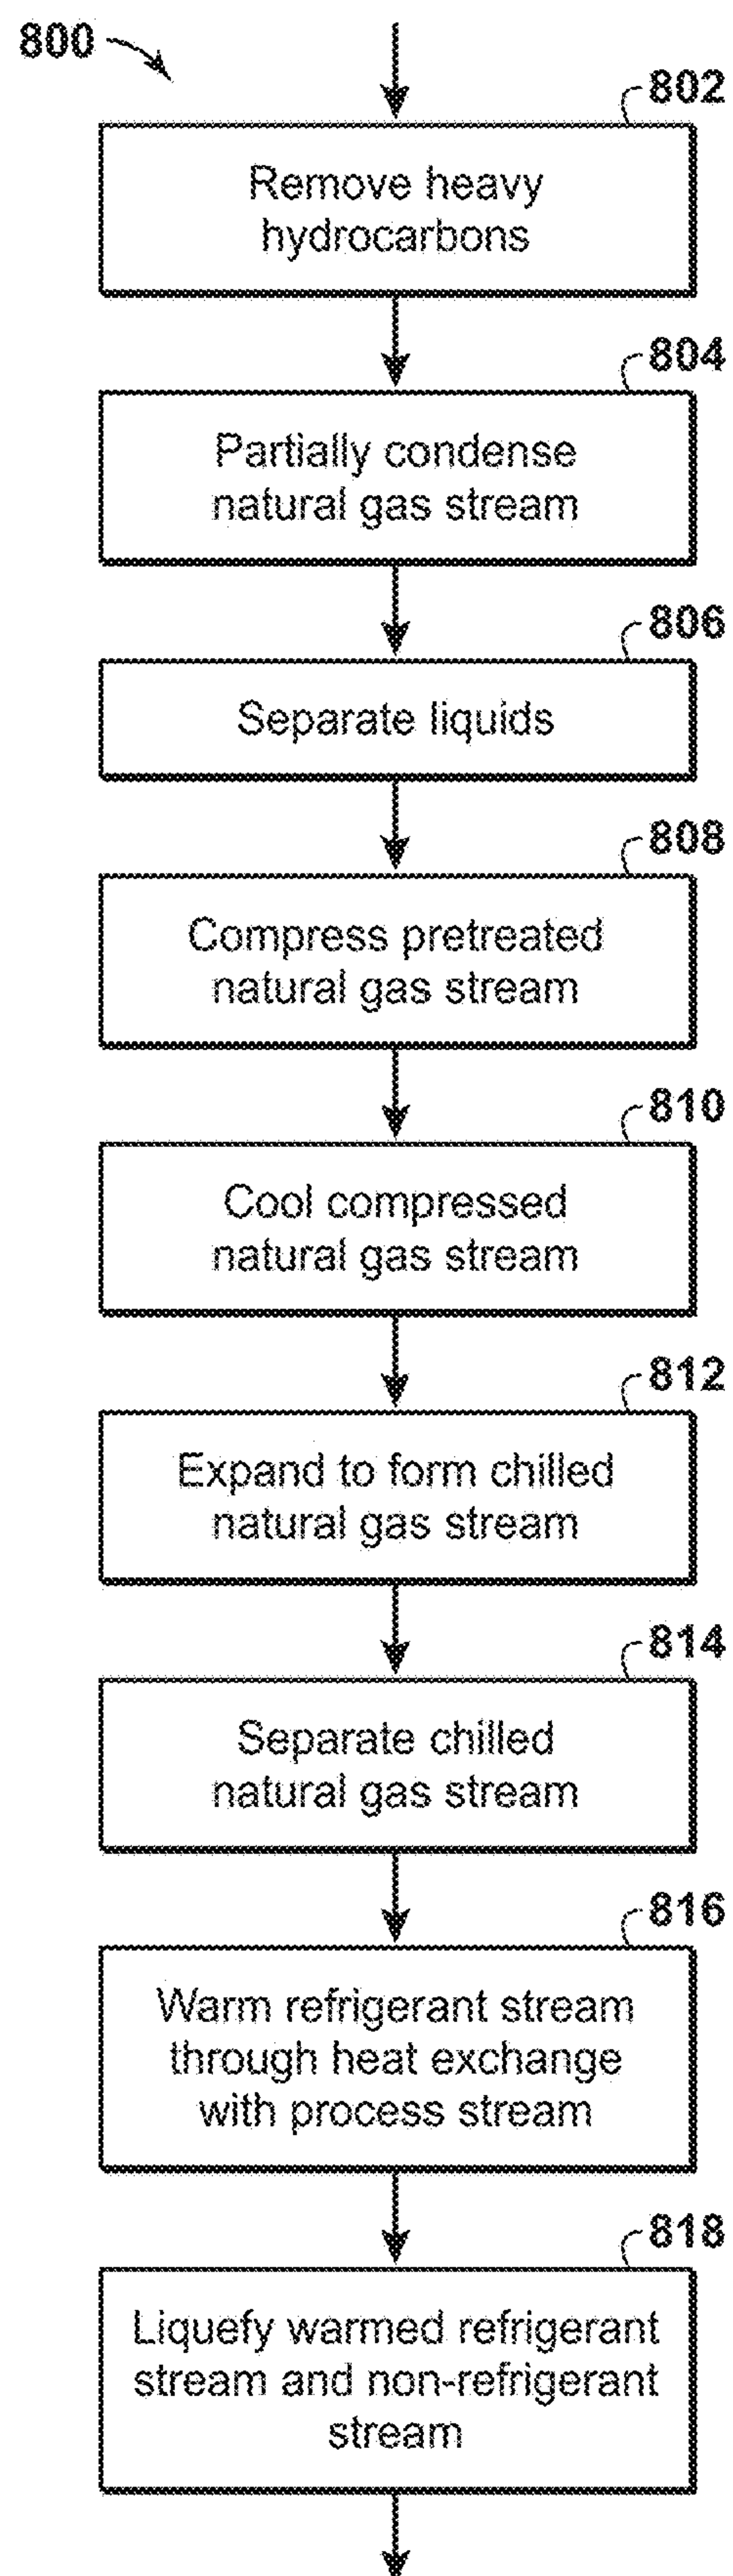 800
802
Remove heavy
hydrocarbons
804
Partially condense
natural gas stream
806
Separate liquids
808
Compress pretreated
natural gas stream
810
Cool compressed
natural gas stream
812
Expand to form chilled
natural gas stream
814
Separate chilled
natural gas stream
816
Warm refrigerant stream
through heat exchange
with process stream
818
Liquefy warmed refrigerant
stream and non-refrigerant
stream